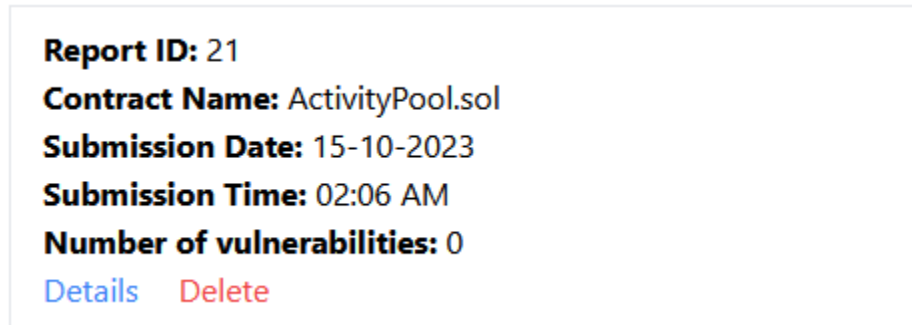 Report ID: 21
Contract Name: ActivityPool.sol
Submission Date: 15-10-2023
Submission Time: 02:06 AM
Number of vulnerabilities: 0
Details Delete